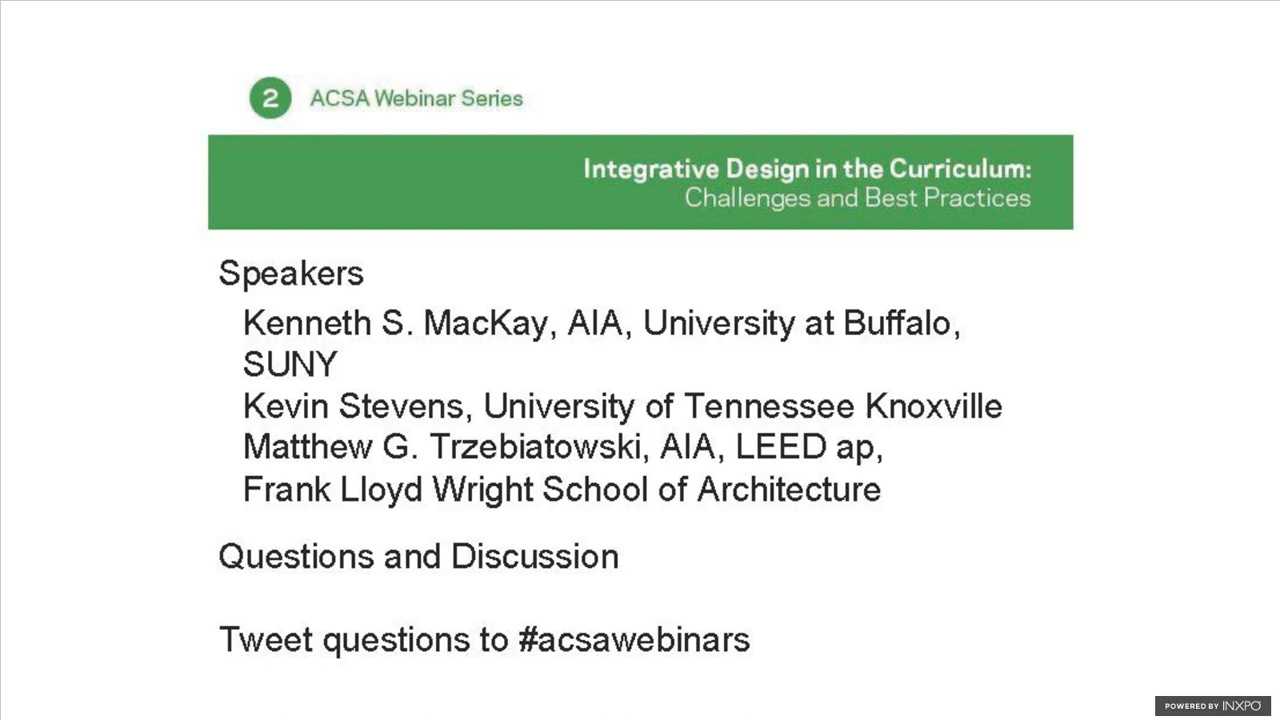 2 ACSA Webinar Series
Integrative Design in the Curriculum:
Challenges and Best Practices
Speakers
Kenneth S. MacKay, AIA, University at Buffalo,
SUNY
Kevin Stevens, University of Tennessee Knoxville
Matthew G. Trzebiatowski, AIA, LEED ap,
Frank Lloyd Wright School of Architecture
Questions and Discussion
Tweet questions to #acsawebinars
POWERED BY INXPO